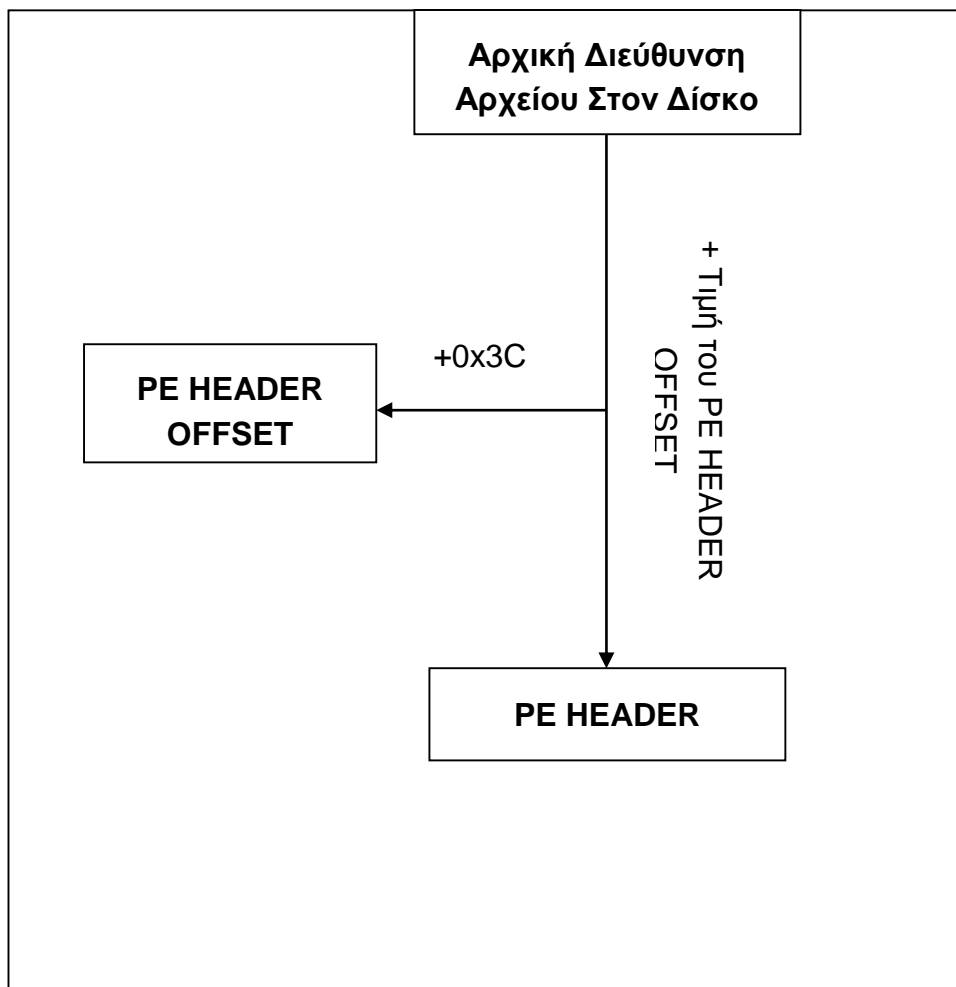 Αρχική Διεύθυνση
Αρχείου Στον Δίσκο
+ Τιμή του PE HEADER
OFFSET
+0x3C
PE HEADER
OFFSET
PE HEADER